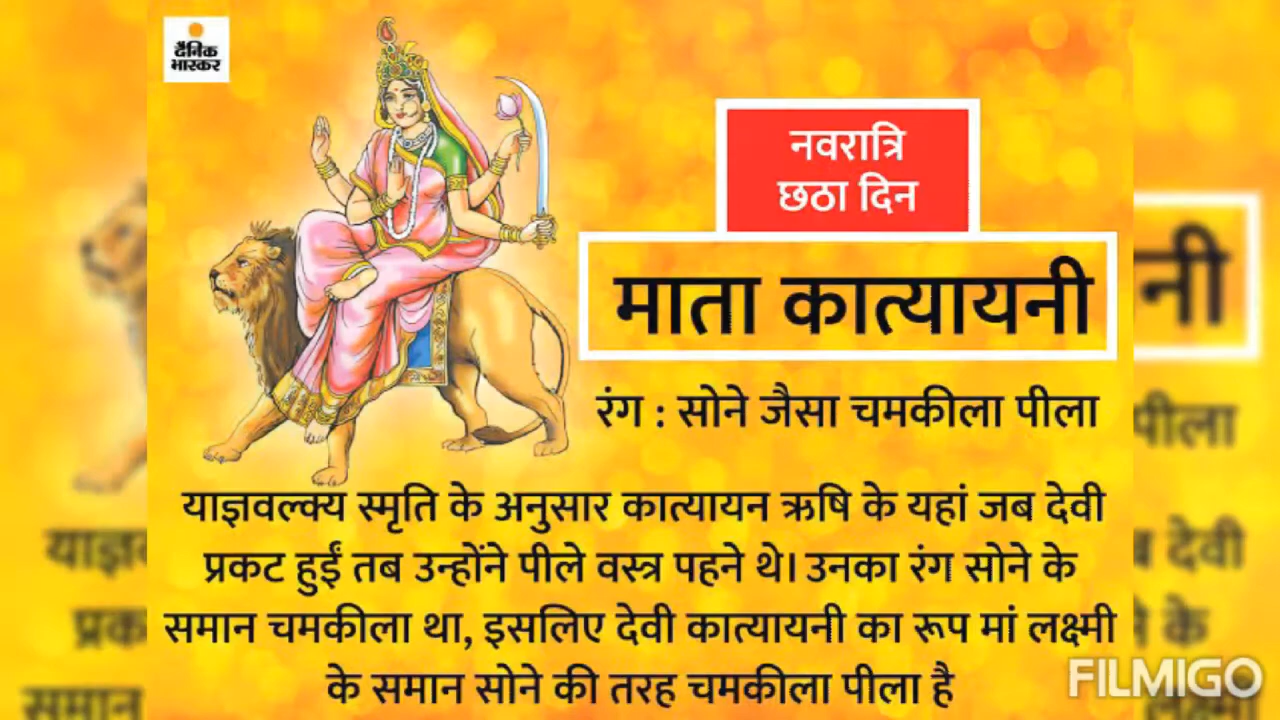 दैनिक
भास्कर
नवरात्रि
छठा दिन
माता कात्यायनी
रंग : सोने जैसा चमकीला पीला
याज्ञवल्क्य स्मृति के अनुसार कात्यायन ऋषि के यहां जब देवी
प्रकट हुईं तब उन्होंने पीले वस्त्र पहने थे। उनका रंग सोने के
समान चमकीला था, इसलिए देवी कात्यायनी का रूप मां लक्ष्मी
के समान सोने की तरह चमकीला पीला है
FILMIGO